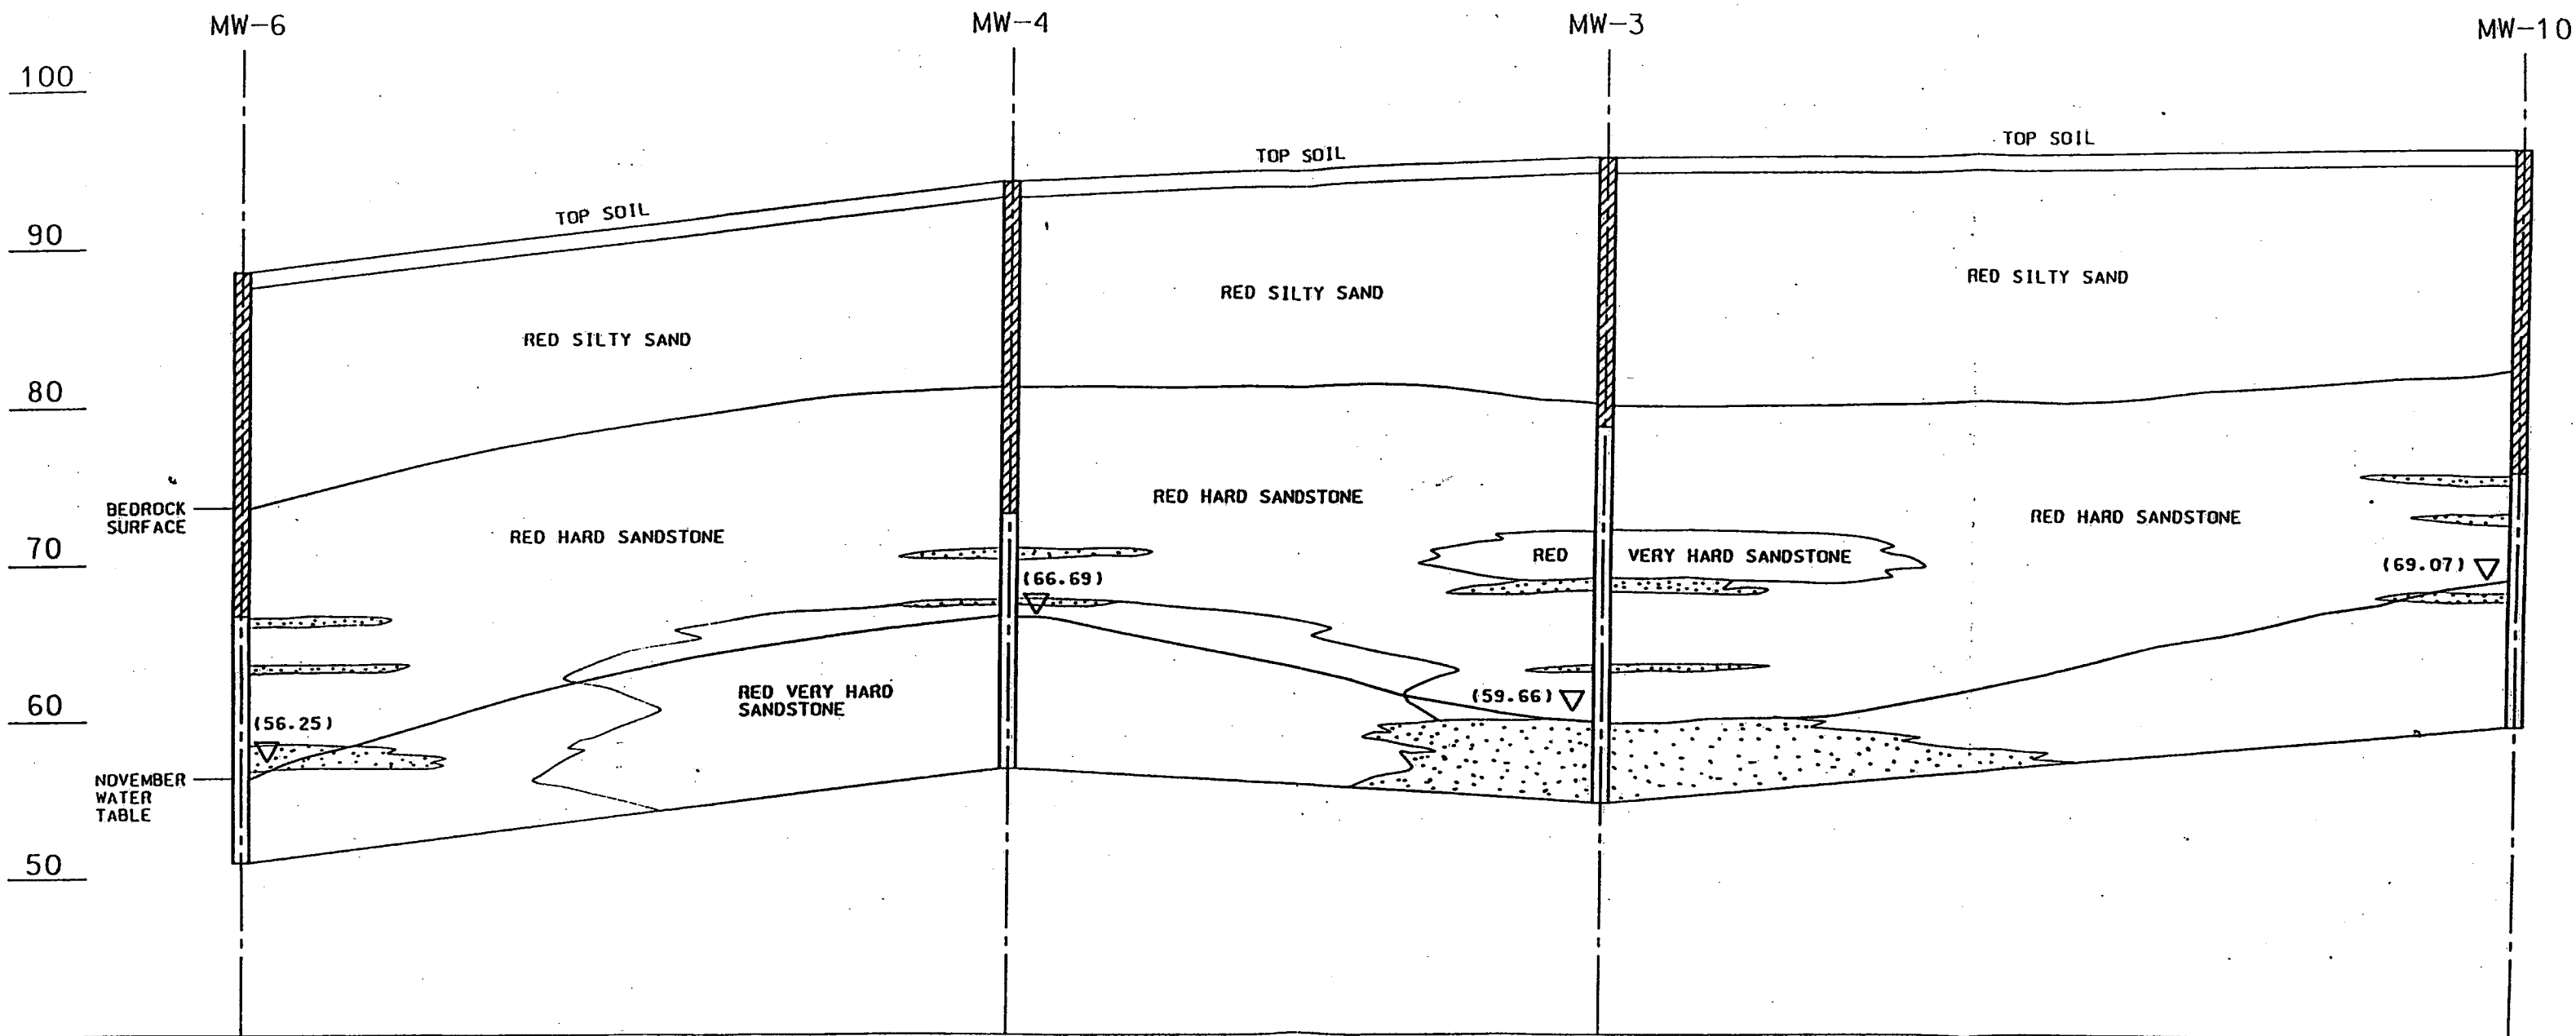 MW-6
MW-4
MW-3
MW-10
100
TOP SOIL
TOP SOIL
TOP SOIL
90
RED SILTY SAND
RED SILTY SAND
RED SILTY SAND
80
BEDROCK
SURFACE
RED HARD SANDSTONE
RED HARD SANDSTONE
RED HARD SANDSTONE
70
RED VERY HARD SANDSTONE
(66.69)
(69.07)
60
RED VERY HARD
SANDSTONE
(59.66)
(56.25)
NOVEMBER
WATER
TABLE
50